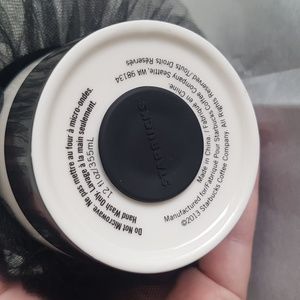 ©2013 Starbucks Coffee Company. All Rights Reserved./Touts Droits Réservés
Manufactured for/Fabriqué Pour Starbucks Coffee Company Seattle, WA 98134
Made in China / Fabriqué en Chine
STARBUCKS
12 fl oz/355mL
Hand Wash Only. Lavage à la main seulement.
Do Not Microwave. Ne pas mettre au four à micro-ondes.